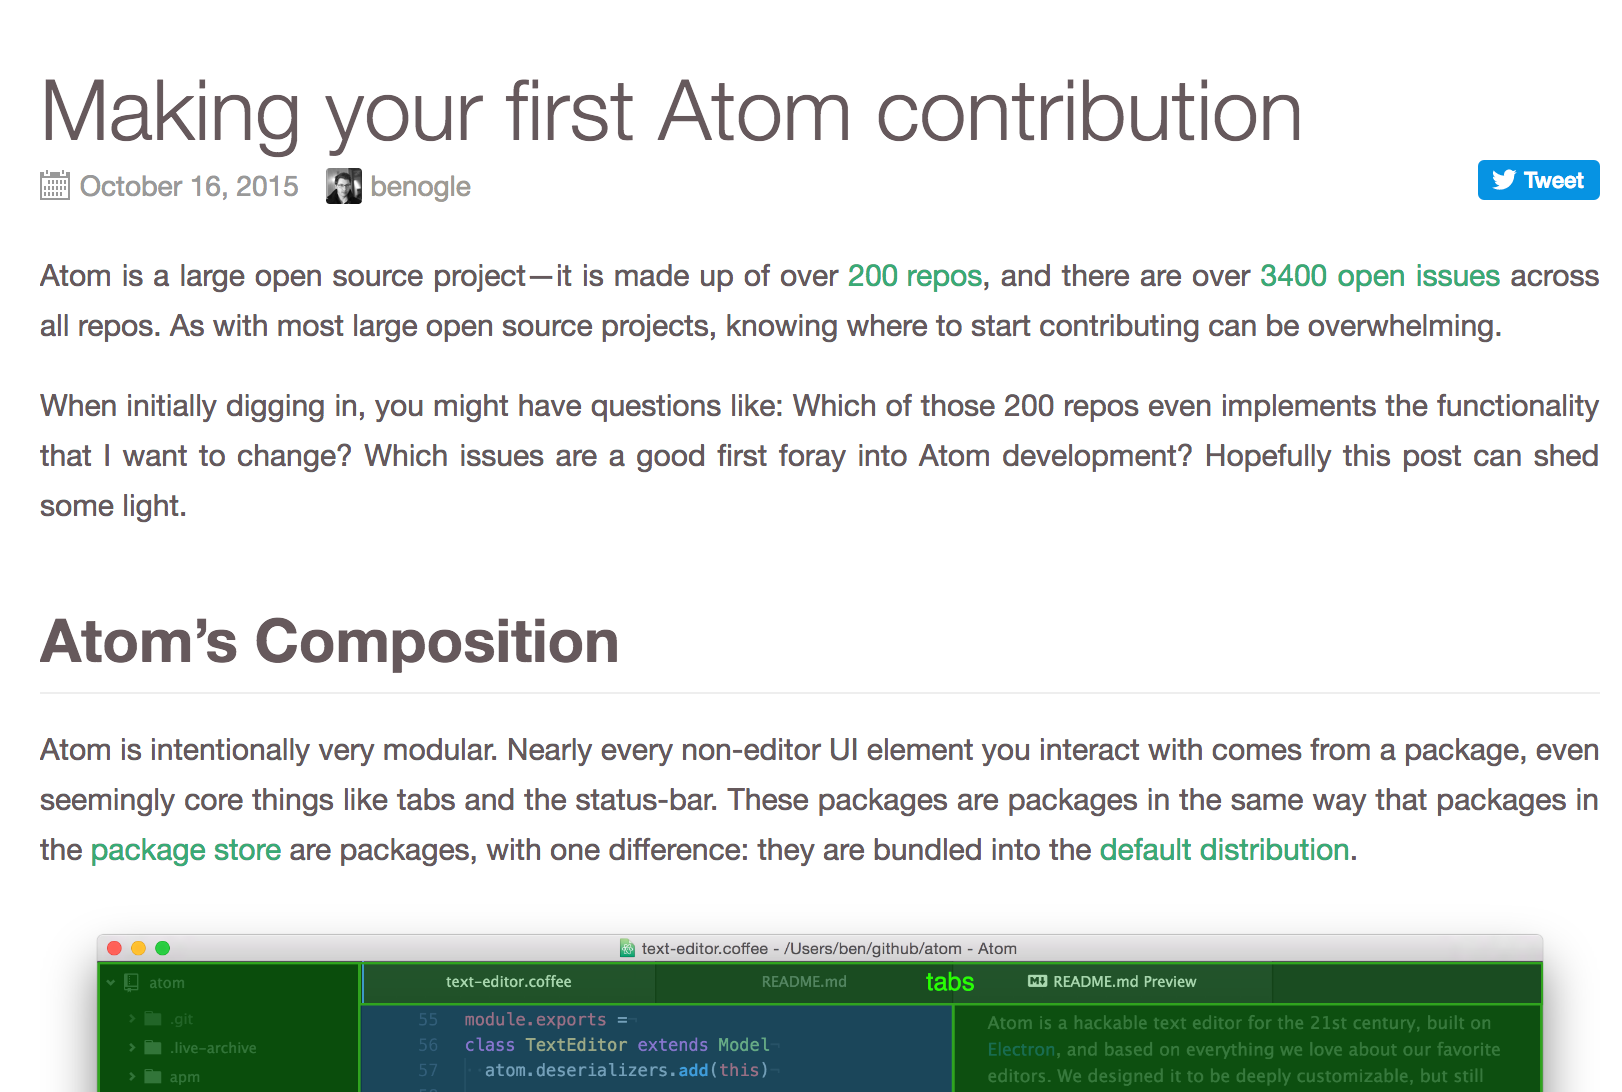 Making your first Atom contribution
October 16, 2015 benogle Tweet
Atom is a large open source project—it is made up of over 200 repos, and there are over 3400 open issues across
all repos. As with most large open source projects, knowing where to start contributing can be overwhelming.
When initially digging in, you might have questions like: Which of those 200 repos even implements the functionality
that I want to change? Which issues are a good first foray into Atom development? Hopefully this post can shed
some light.
Atom’s Composition
Atom is intentionally very modular. Nearly every non-editor UI element you interact with comes from a package, even
seemingly core things like tabs and the status-bar. These packages are packages in the same way that packages in
the package store are packages, with one difference: they are bundled into the default distribution.
text-editor.coffee - /Users/ben/github/atom - Atom
atom text-editor.coffee README.md tabs README.md Preview
.git 55 module.exports =¬ Atom is a hackable text editor for the 21st century, built on
.live-archive 56 class TextEditor extends Model¬ Electron, and based on everything we love about our favorite
apm 57 atom.deserializers.add(this)¬ editors. We designed it to be deeply customizable, but still